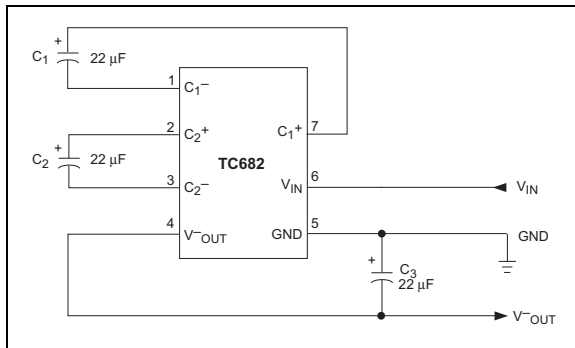 +
C1 22 µF
1 C1–
2 C2+
C1+ 7
+
C2 22 µF
TC682
3 C2–
VIN 6
VIN
4 V–OUT
GND 5
GND
+
C3
22 µF
V–OUT